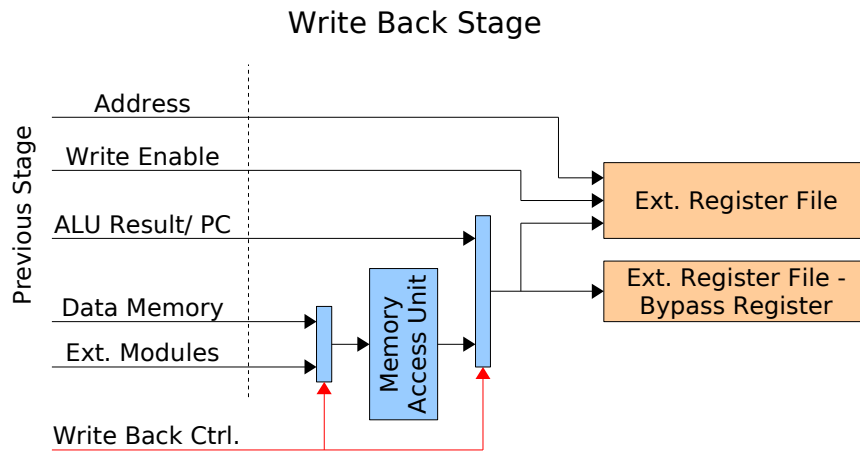 Write Back Stage
Previous Stage
Address
Write Enable
ALU Result/ PC
Data Memory
Ext. Modules
Write Back Ctrl.
Memory
Access Unit
Ext. Register File
Ext. Register File -
Bypass Register